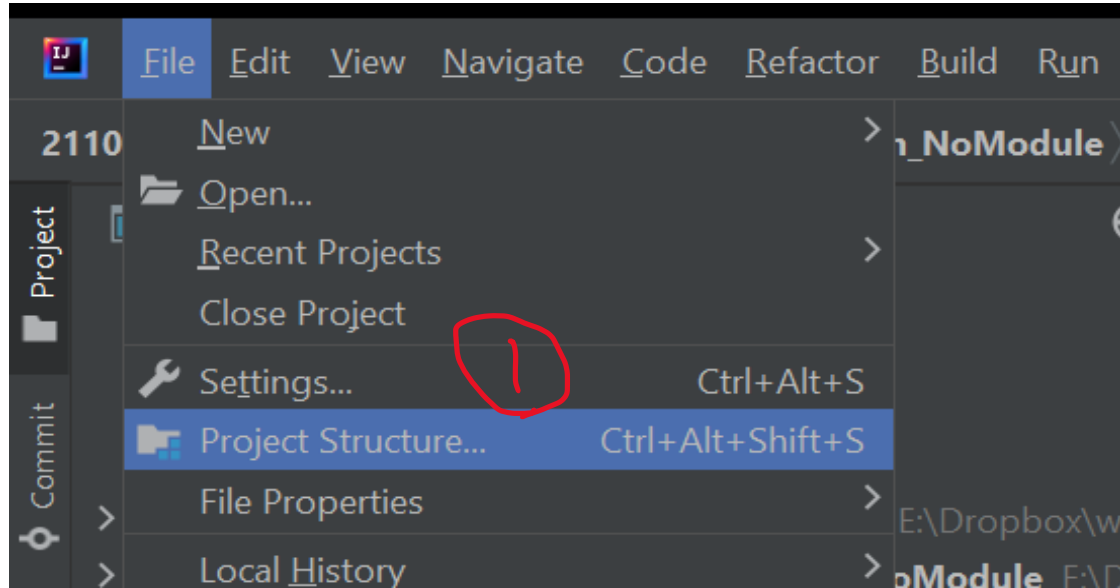 IJ
File Edit View Navigate Code Refactor Build Run
2110
n_NoModule
New
Open...
Recent Projects
Close Project
1
Settings... Ctrl+Alt+S
Project Structure... Ctrl+Alt+Shift+S
File Properties
E:\Dropbox\w
Local History
oModule E:\D
Project
Commit